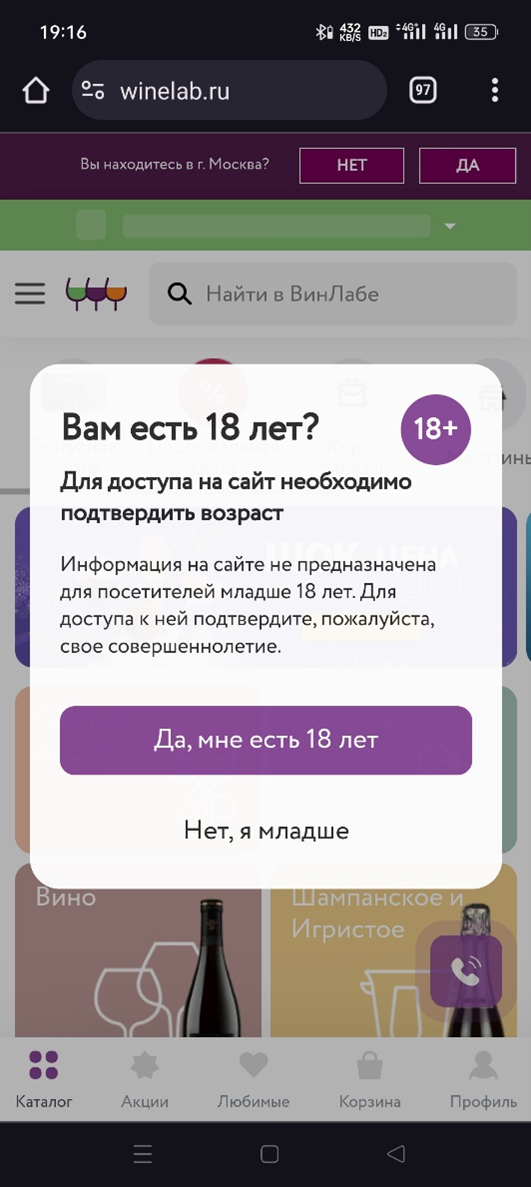 19:16
432
KB/S
HD2
4G+
4G
35
winelab.ru
97
Вы находитесь в г. Москва?
НЕТ
ДА
Найти в ВинЛабе
Вам есть 18 лет?
18+
Для доступа на сайт необходимо
подтвердить возраст
Информация на сайте не предназначена
для посетителей младше 18 лет. Для
доступа к ней подтвердите, пожалуйста,
свое совершеннолетие.
Да, мне есть 18 лет
Нет, я младше
Вино
Шампанское и
Игристое
Каталог
Акции
Любимые
Корзина
Профиль